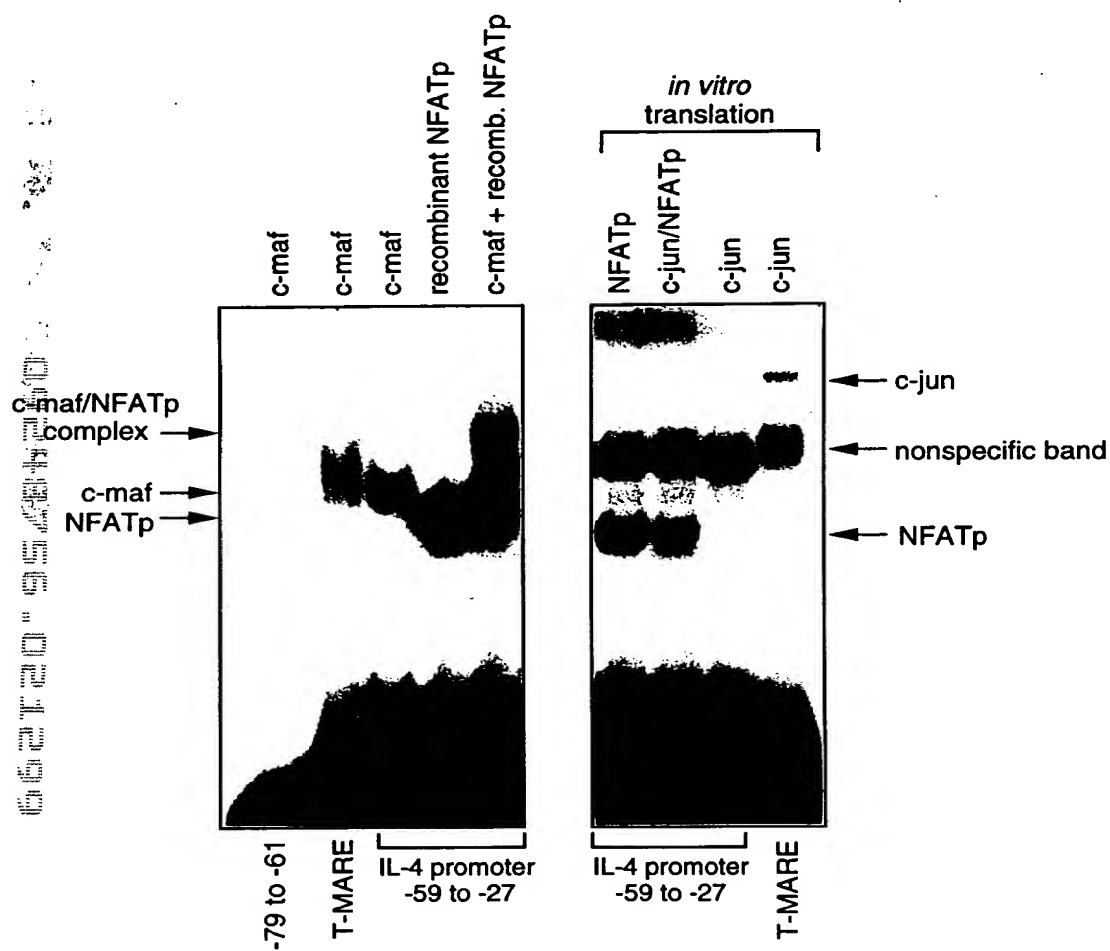 in vitro
translation
c-maf
c-maf
c-maf
recombinant NFATp
c-maf + recomb. NFATp
NFATp
c-jun/NFATp
c-jun
c-jun
c-maf/NFATp
complex
c-maf
NFATp
c-jun
nonspecific band
NFATp
-79 to -61
T-MARE
IL-4 promoter
-59 to -27
IL-4 promoter
-59 to -27
T-MARE